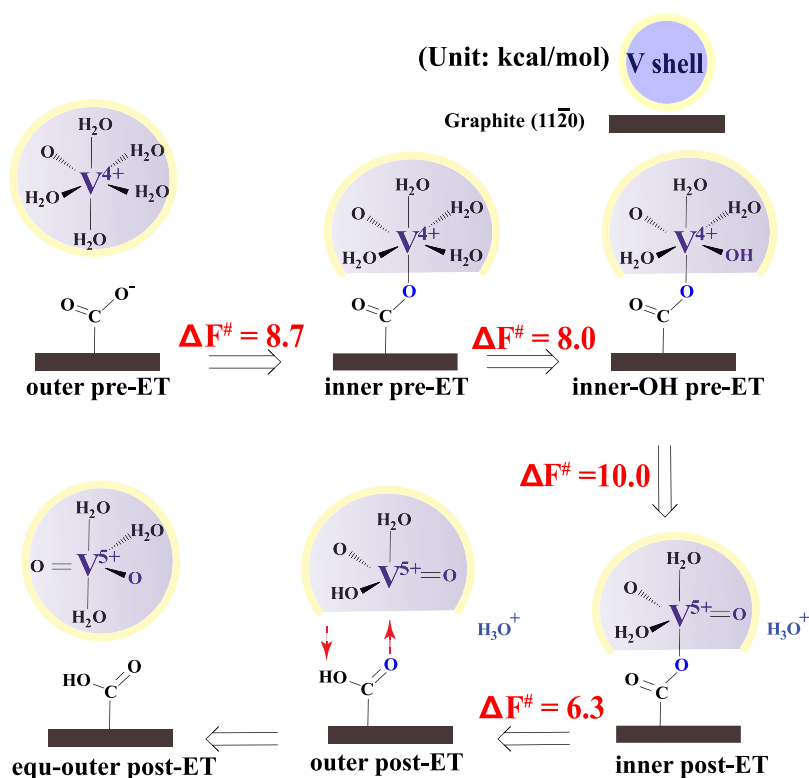 (Unit: kcal/mol)
V shell
Graphite (112̄0)
H₂O
O
H₂O
V⁴⁺
H₂O
H₂O
H₂O
O
O⁻
C
outer pre-ET
ΔF# = 8.7
H₂O
O
H₂O
V⁴⁺
H₂O
H₂O
O
O
C
inner pre-ET
ΔF# = 8.0
H₂O
O
H₂O
V⁴⁺
H₂O
OH
O
O
C
inner-OH pre-ET
ΔF# =10.0
H₂O
O
V⁵⁺
O
H₂O
H₃O⁺
O
O
C
inner post-ET
ΔF# = 6.3
H₂O
O
V⁵⁺
O
HO
H₃O⁺
HO
O
C
outer post-ET
H₂O
H₂O
O
V⁵⁺
O
H₂O
HO
O
C
equ-outer post-ET